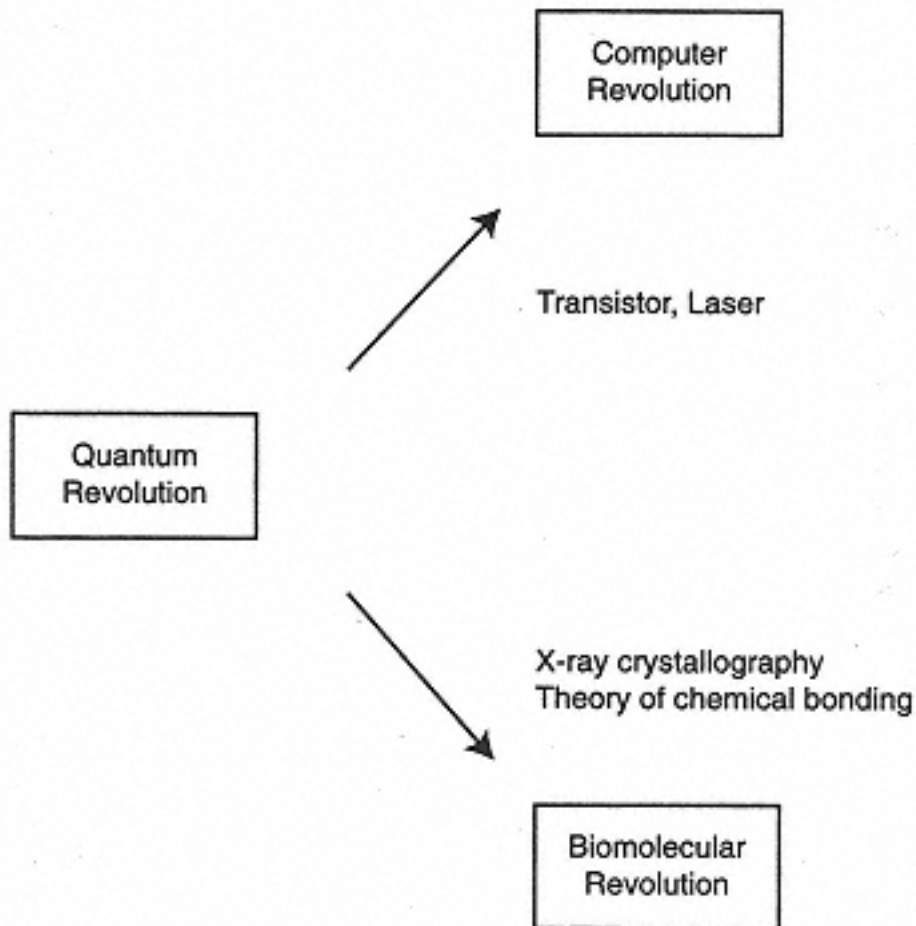 Computer
Revolution
Transistor, Laser
Quantum
Revolution
X-ray crystallography
Theory of chemical bonding
Biomolecular
Revolution